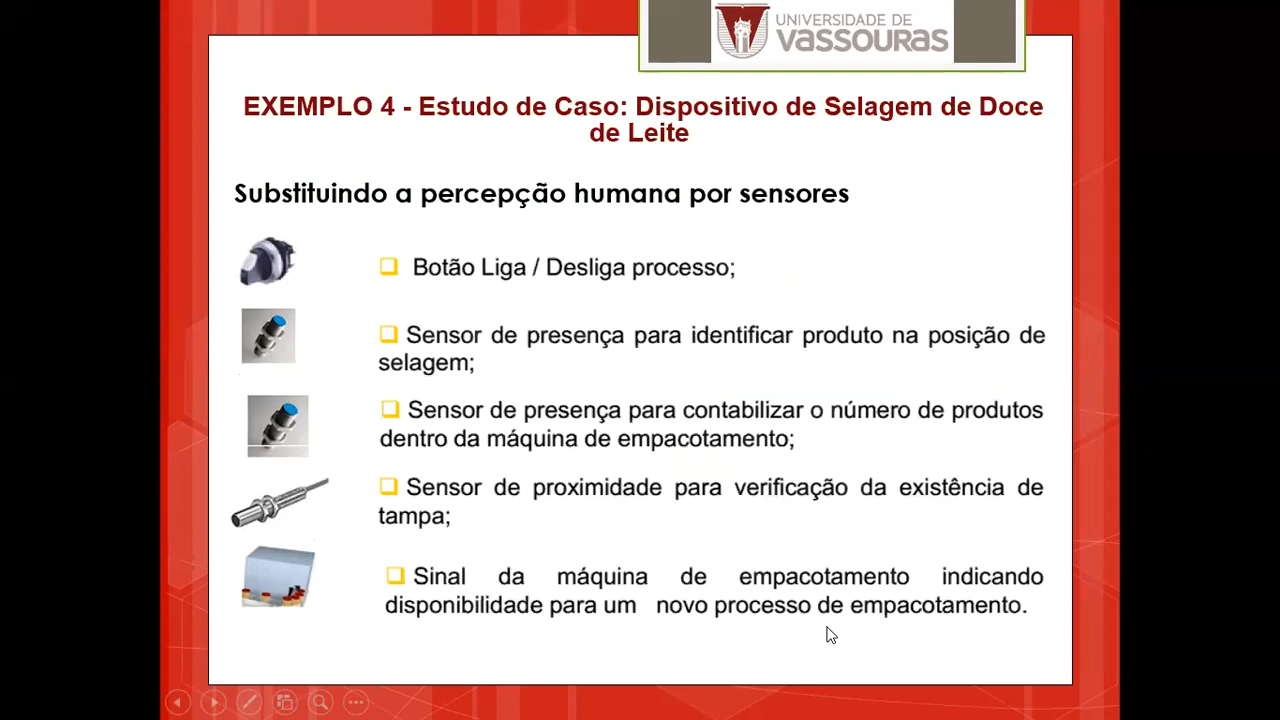 UNIVERSIDADE DE
VASSOURAS
EXEMPLO 4 - Estudo de Caso: Dispositivo de Selagem de Doce
de Leite
Substituindo a percepção humana por sensores
Botão Liga / Desliga processo;
Sensor de presença para identificar produto na posição de
selagem;
Sensor de presença para contabilizar o número de produtos
dentro da máquina de empacotamento;
Sensor de proximidade para verificação da existência de
tampa;
Sinal da máquina de empacotamento indicando
disponibilidade para um novo processo de empacotamento.